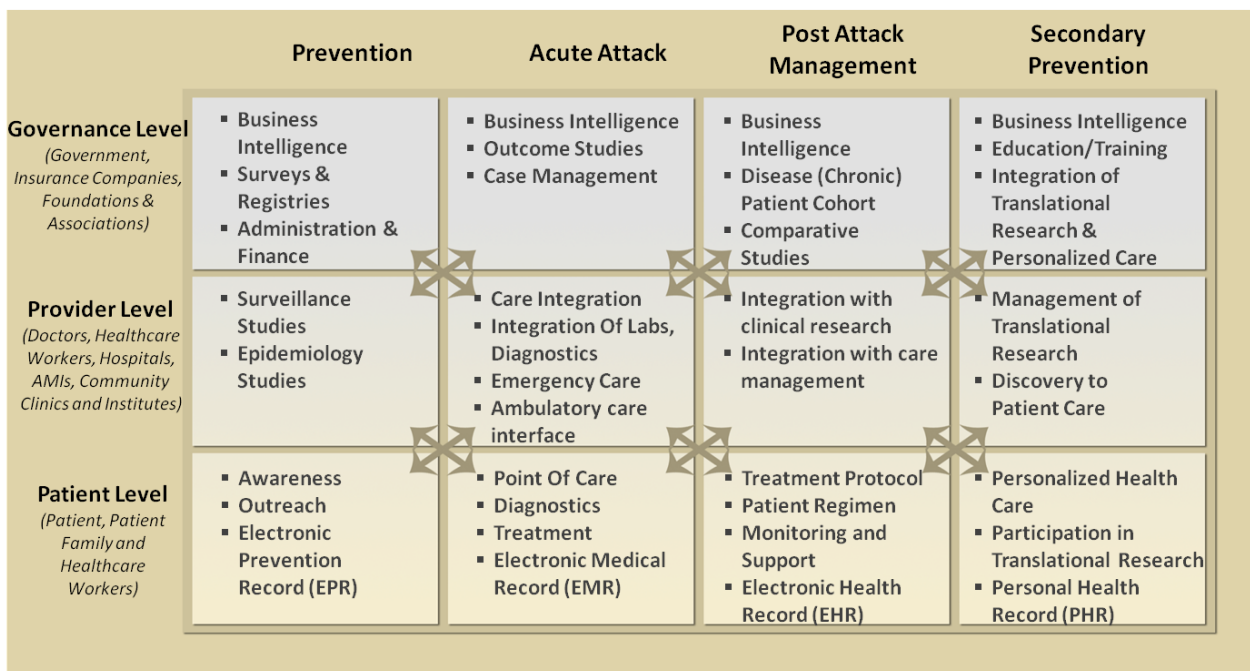 Prevention
Acute Attack
Post Attack
Management
Secondary
Prevention
Governance Level
(Government,
Insurance Companies,
Foundations &
Associations)
▪ Business
Intelligence
▪ Surveys &
Registries
▪ Administration &
Finance
▪ Business Intelligence
▪ Outcome Studies
▪ Case Management
▪ Business
Intelligence
▪ Disease (Chronic)
Patient Cohort
▪ Comparative
Studies
▪ Business Intelligence
▪ Education/Training
▪ Integration of
Translational
Research &
Personalized Care
Provider Level
(Doctors, Healthcare
Workers, Hospitals,
AMIs, Community
Clinics and Institutes)
▪ Surveillance
Studies
▪ Epidemiology
Studies
▪ Care Integration
▪ Integration Of Labs,
Diagnostics
▪ Emergency Care
▪ Ambulatory care
interface
▪ Integration with
clinical research
▪ Integration with care
management
▪ Management of
Translational
Research
▪ Discovery to
Patient Care
Patient Level
(Patient, Patient
Family and
Healthcare
Workers)
▪ Awareness
▪ Outreach
▪ Electronic
Prevention
Record (EPR)
▪ Point Of Care
▪ Diagnostics
▪ Treatment
▪ Electronic Medical
Record (EMR)
▪ Treatment Protocol
▪ Patient Regimen
▪ Monitoring and
Support
▪ Electronic Health
Record (EHR)
▪ Personalized Health
Care
▪ Participation in
Translational Research
▪ Personal Health
Record (PHR)